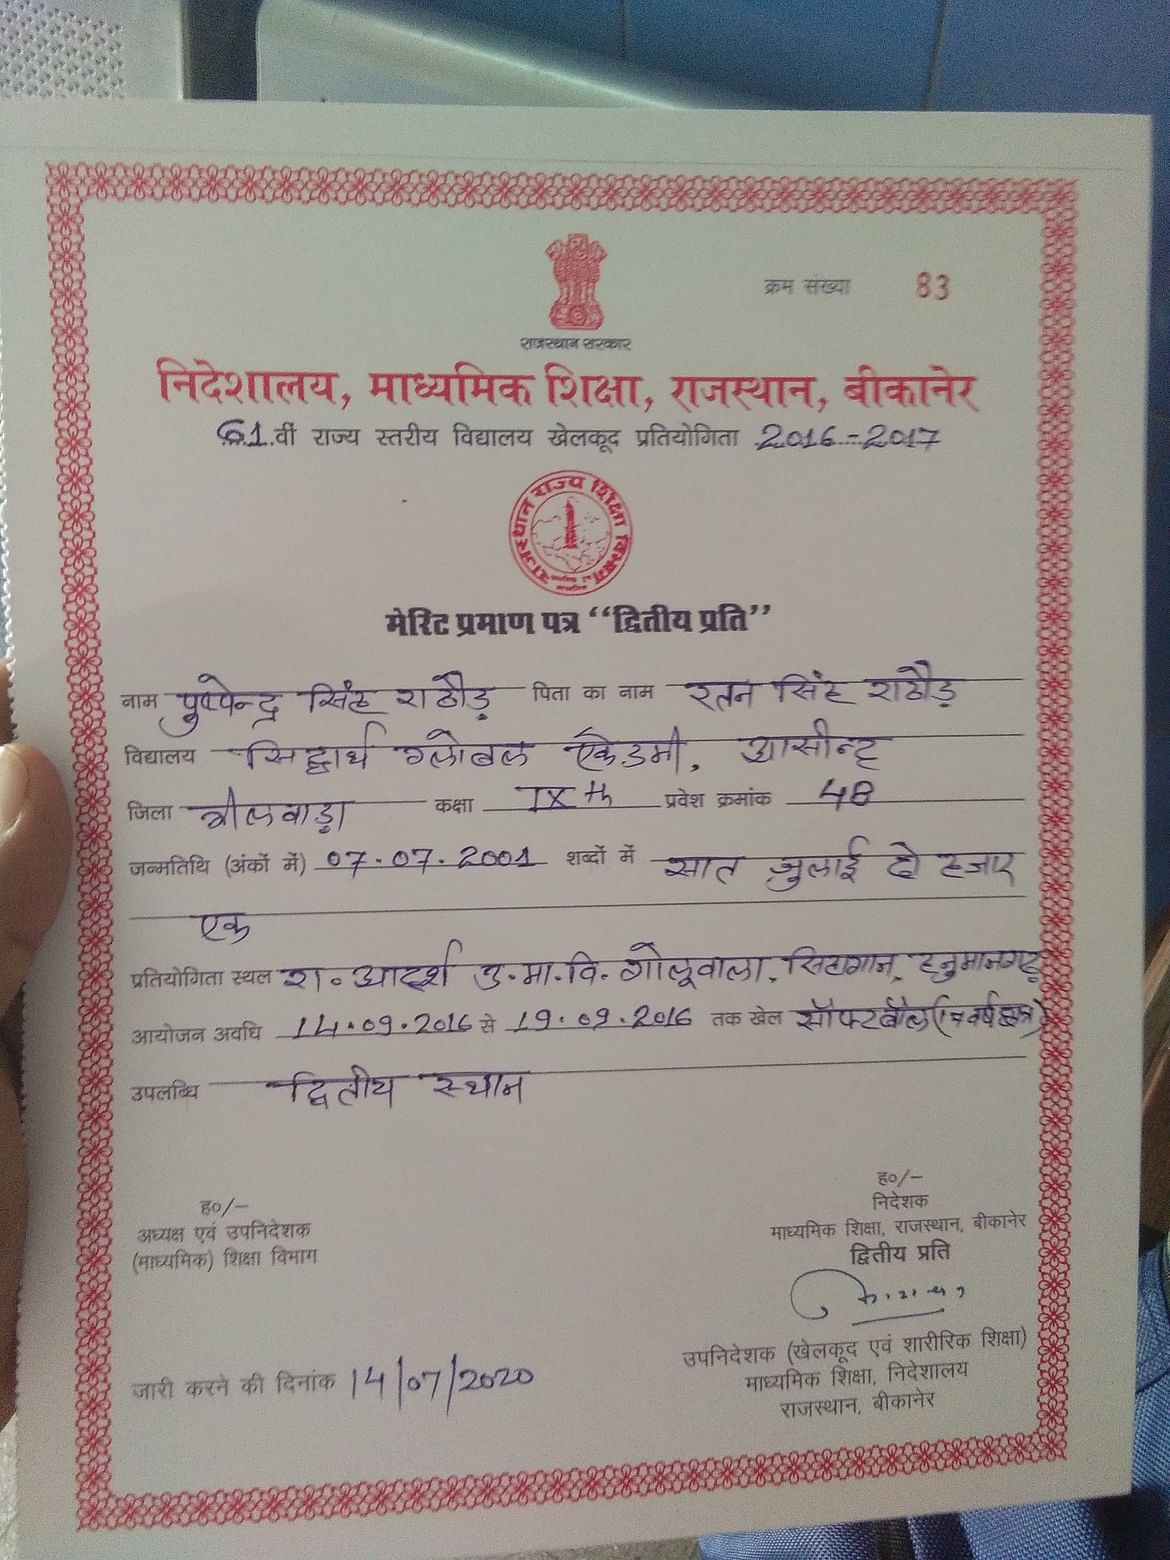 क्रम संख्या 83
राजस्थान सरकार
निदेशालय, माध्यमिक शिक्षा, राजस्थान, बीकानेर
61.वीं राज्य स्तरीय विद्यालय खेलकूद प्रतियोगिता 2016-2017
राजस्थान राज्य शिक्षा विभाग
मेरिट प्रमाण पत्र “द्वितीय प्रति”
नाम पुष्पेन्द्र सिंह राठौड़ पिता का नाम रतन सिंह राठौड़
विद्यालय सिद्धार्थ ग्लोबल एकेडमी, आसीन्द
जिला भीलवाड़ा कक्षा IXth प्रवेश क्रमांक 48
जन्मतिथि (अंकों में) 07.07.2001 शब्दों में सात जुलाई दो हजार
एक
प्रतियोगिता स्थल रा. आदर्श उ.मा.वि. गोलूवाला, सिहागान, हनुमानगढ़
आयोजन अवधि 14.09.2016 से 19.09.2016 तक खेल सॉफ्टबॉल
उपलब्धि द्वितीय स्थान
ह०/-
निदेशक
माध्यमिक शिक्षा, राजस्थान, बीकानेर
द्वितीय प्रति
ह०/-
अध्यक्ष एवं उपनिदेशक
(माध्यमिक) शिक्षा विभाग
उपनिदेशक (खेलकूद एवं शारीरिक शिक्षा)
माध्यमिक शिक्षा, निदेशालय
राजस्थान, बीकानेर
जारी करने की दिनांक 14/07/2020